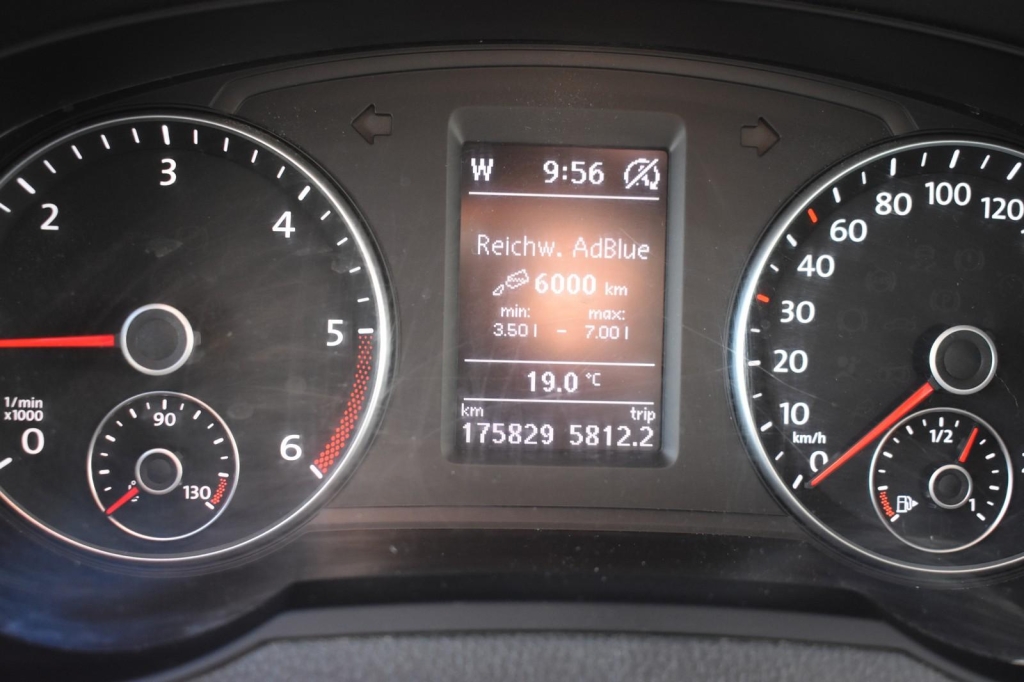 2
3
4
5
6
1/min
x1000
0
90
130
W 9:56
Reichw. AdBlue
6000 km
min: max:
3.50 l – 7.00 l
19.0 °C
km trip
175829 5812.2
0
km/h
10
20
30
40
60
80
100
120
1/2
1